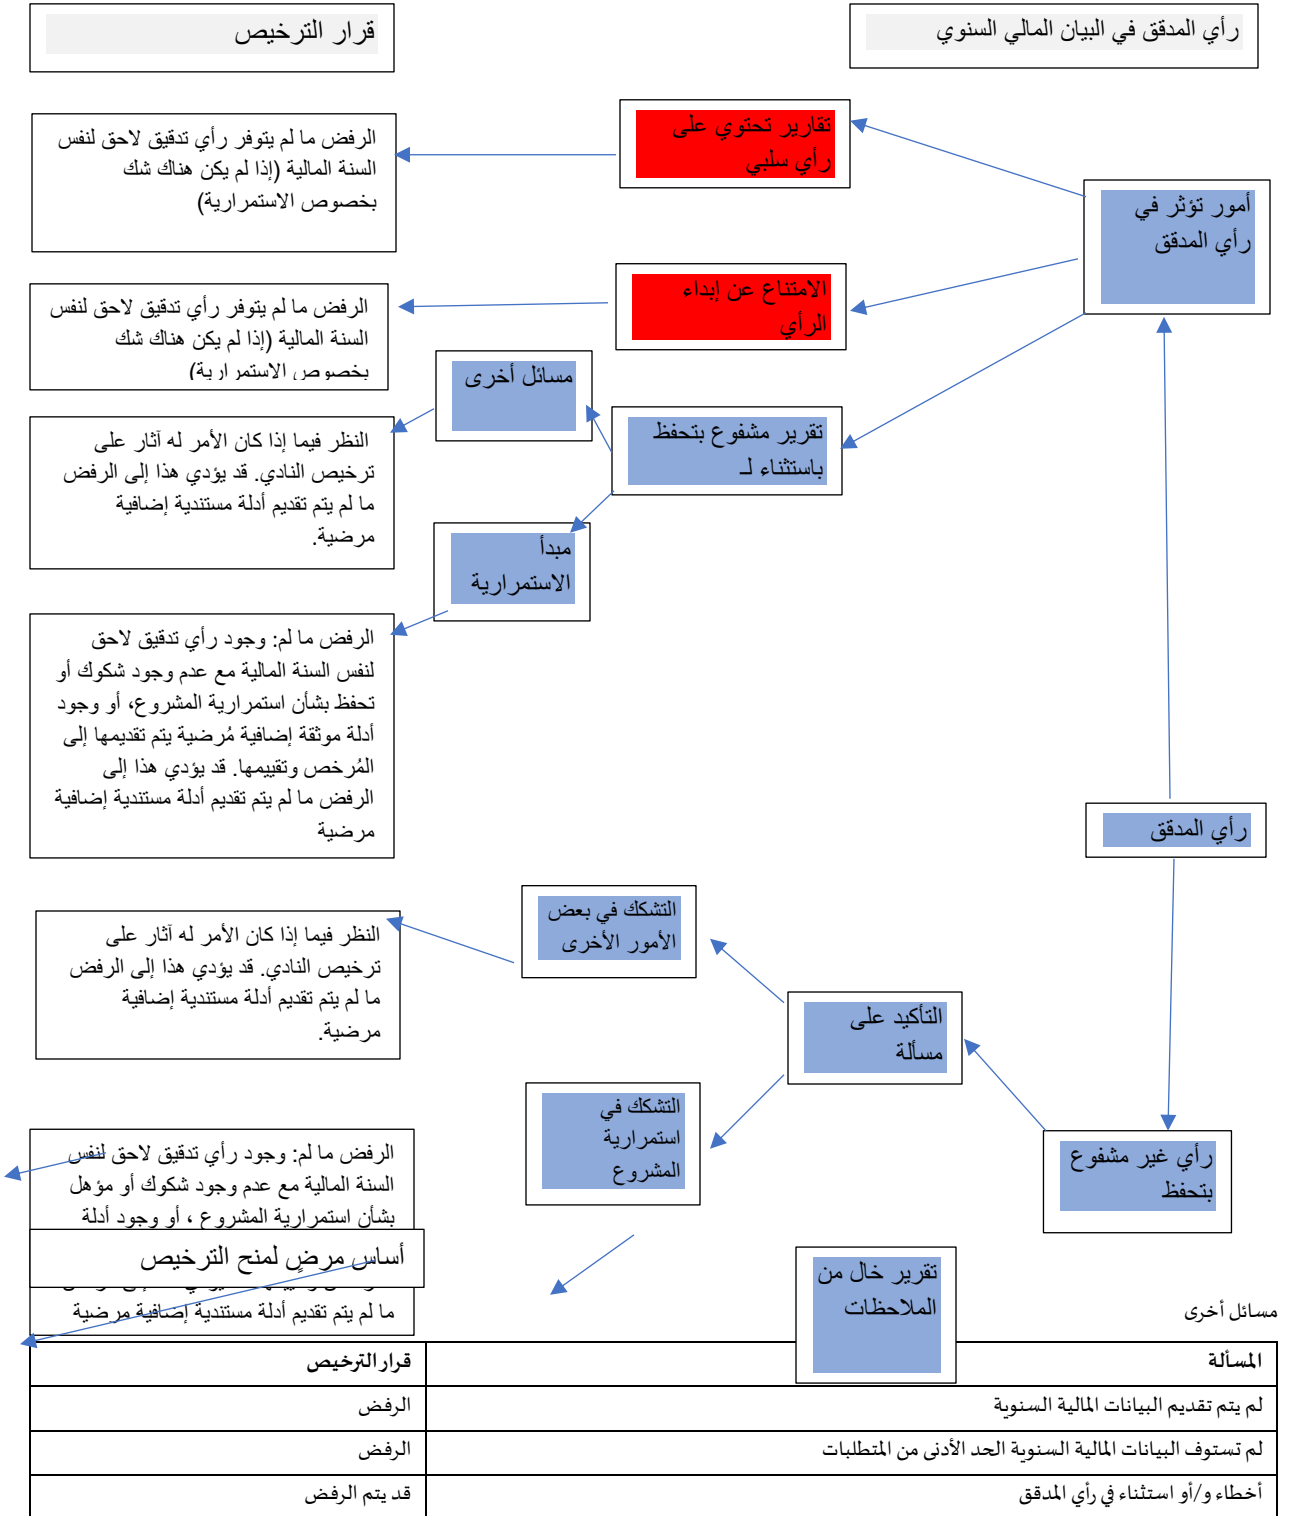 رأي المدقق في البيان المالي السنوي
قرار الترخيص
تقارير تحتوي على
رأي سلبي
الرفض ما لم يتوفر رأي تدقيق لاحق لنفس
السنة المالية (إذا لم يكن هناك شك
بخصوص الاستمرارية)
أمور تؤثر في
رأي المدقق
الامتناع عن إبداء
الرأي
الرفض ما لم يتوفر رأي تدقيق لاحق لنفس
السنة المالية (إذا لم يكن هناك شك
بخصوص الاستمرارية)
مسائل أخرى
تقرير مشفوع بتحفظ
باستثناء لـ
النظر فيما إذا كان الأمر له آثار على
ترخيص النادي. قد يؤدي هذا إلى الرفض
ما لم يتم تقديم أدلة مستندية إضافية
مرضية.
مبدأ
الاستمرارية
الرفض ما لم: وجود رأي تدقيق لاحق
لنفس السنة المالية مع عدم وجود شكوك أو
تحفظ بشأن استمرارية المشروع، أو وجود
أدلة موثقة إضافية مُرضية يتم تقديمها إلى
المُرخص وتقييمها. قد يؤدي هذا إلى
الرفض ما لم يتم تقديم أدلة مستندية إضافية
مرضية
رأي المدقق
التشكك في بعض
الأمور الأخرى
النظر فيما إذا كان الأمر له آثار على
ترخيص النادي. قد يؤدي هذا إلى الرفض
ما لم يتم تقديم أدلة مستندية إضافية
مرضية.
التأكيد على
مسألة
التشكك في
استمرارية
المشروع
رأي غير مشفوع
بتحفظ
الرفض ما لم: وجود رأي تدقيق لاحق لنفس
السنة المالية مع عدم وجود شكوك أو مؤهل
بشأن استمرارية المشروع ، أو وجود أدلة
أساس مرضٍ لمنح الترخيص
ما لم يتم تقديم أدلة مستندية إضافية مرضية
تقرير خال من
الملاحظات
مسائل أخرى
المسألة
قرار الترخيص
لم يتم تقديم البيانات المالية السنوية
الرفض
لم تستوف البيانات المالية السنوية الحد الأدنى من المتطلبات
الرفض
أخطاء و/أو استثناء في رأي المدقق
قد يتم الرفض